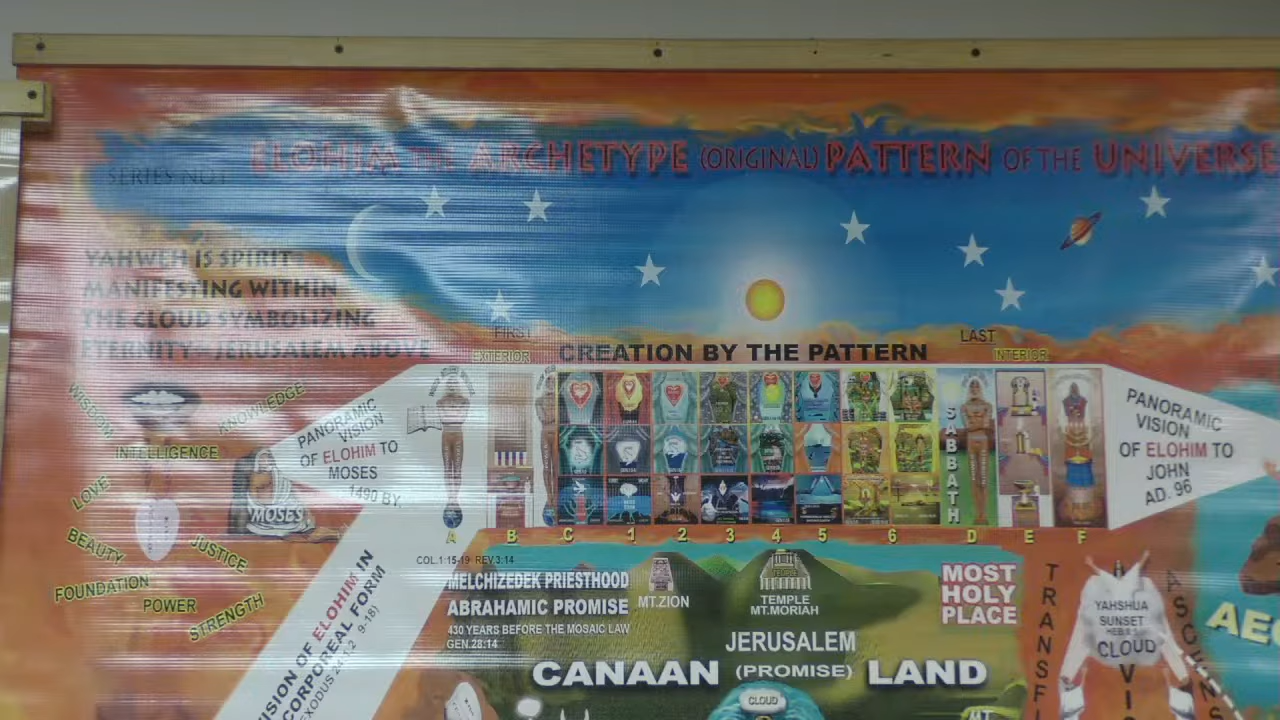 ELOHIM THE ARCHETYPE (ORIGINAL) PATTERN OF THE UNIVERSE
SERIES NO1
YAHWEH IS SPIRIT
MANIFESTING WITHIN
THE CLOUD SYMBOLIZING
ETERNITY - JERUSALEM ABOVE
FIRST
EXTERIOR
CREATION BY THE PATTERN
LAST
INTERIOR
WISDOM
KNOWLEDGE
INTELLIGENCE
LOVE
BEAUTY
JUSTICE
FOUNDATION
POWER
STRENGTH
MOSES
PANORAMIC
VISION
OF ELOHIM TO
MOSES
1490 BY.
SABBATH
PANORAMIC
VISION
OF ELOHIM TO
JOHN
AD. 96
A B C 1 2 3 4 5 6 D E F
VISION OF ELOHIM IN
CORPOREAL FORM
COL.1:15-19 REV.3:14
MELCHIZEDEK PRIESTHOOD
ABRAHAMIC PROMISE
430 YEARS BEFORE THE MOSAIC LAW
GEN.28:14
MT.ZION
TEMPLE
MT.MORIAH
MOST
HOLY
PLACE
JERUSALEM
CANAAN (PROMISE) LAND
CLOUD
TRANSFI
YAHSHUA
SUNSET
CLOUD
VI